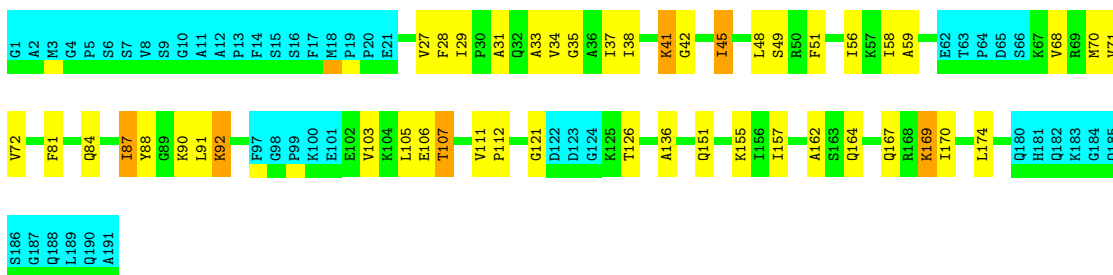 G1 A2 M3 G4 P5 S6 S7 V8 S9 G10 A11 A12 P13 F14 S15 S16 F17 M18 P19 P20 E21 V27 F28 I29 P30 A31 Q32 A33 V34 G35 A36 I37 I38 K41 G42 I45 L48 S49 R50 F51 I56 K57 I58 A59 E62 T63 P64 D65 S66 K67 V68 R69 M70 V71
V72 F81 Q84 I87 Y88 G89 K90 L91 K92 F97 G98 P99 K100 E101 E102 V103 K104 L105 E106 T107 V111 P112 G121 D122 D123 G124 K125 T126 A136 Q151 K155 I156 I157 A162 S163 Q164 Q167 R168 K169 I170 L174 Q180 H181 Q182 K183 G184
S186 G187 Q188 L189 Q190 A191